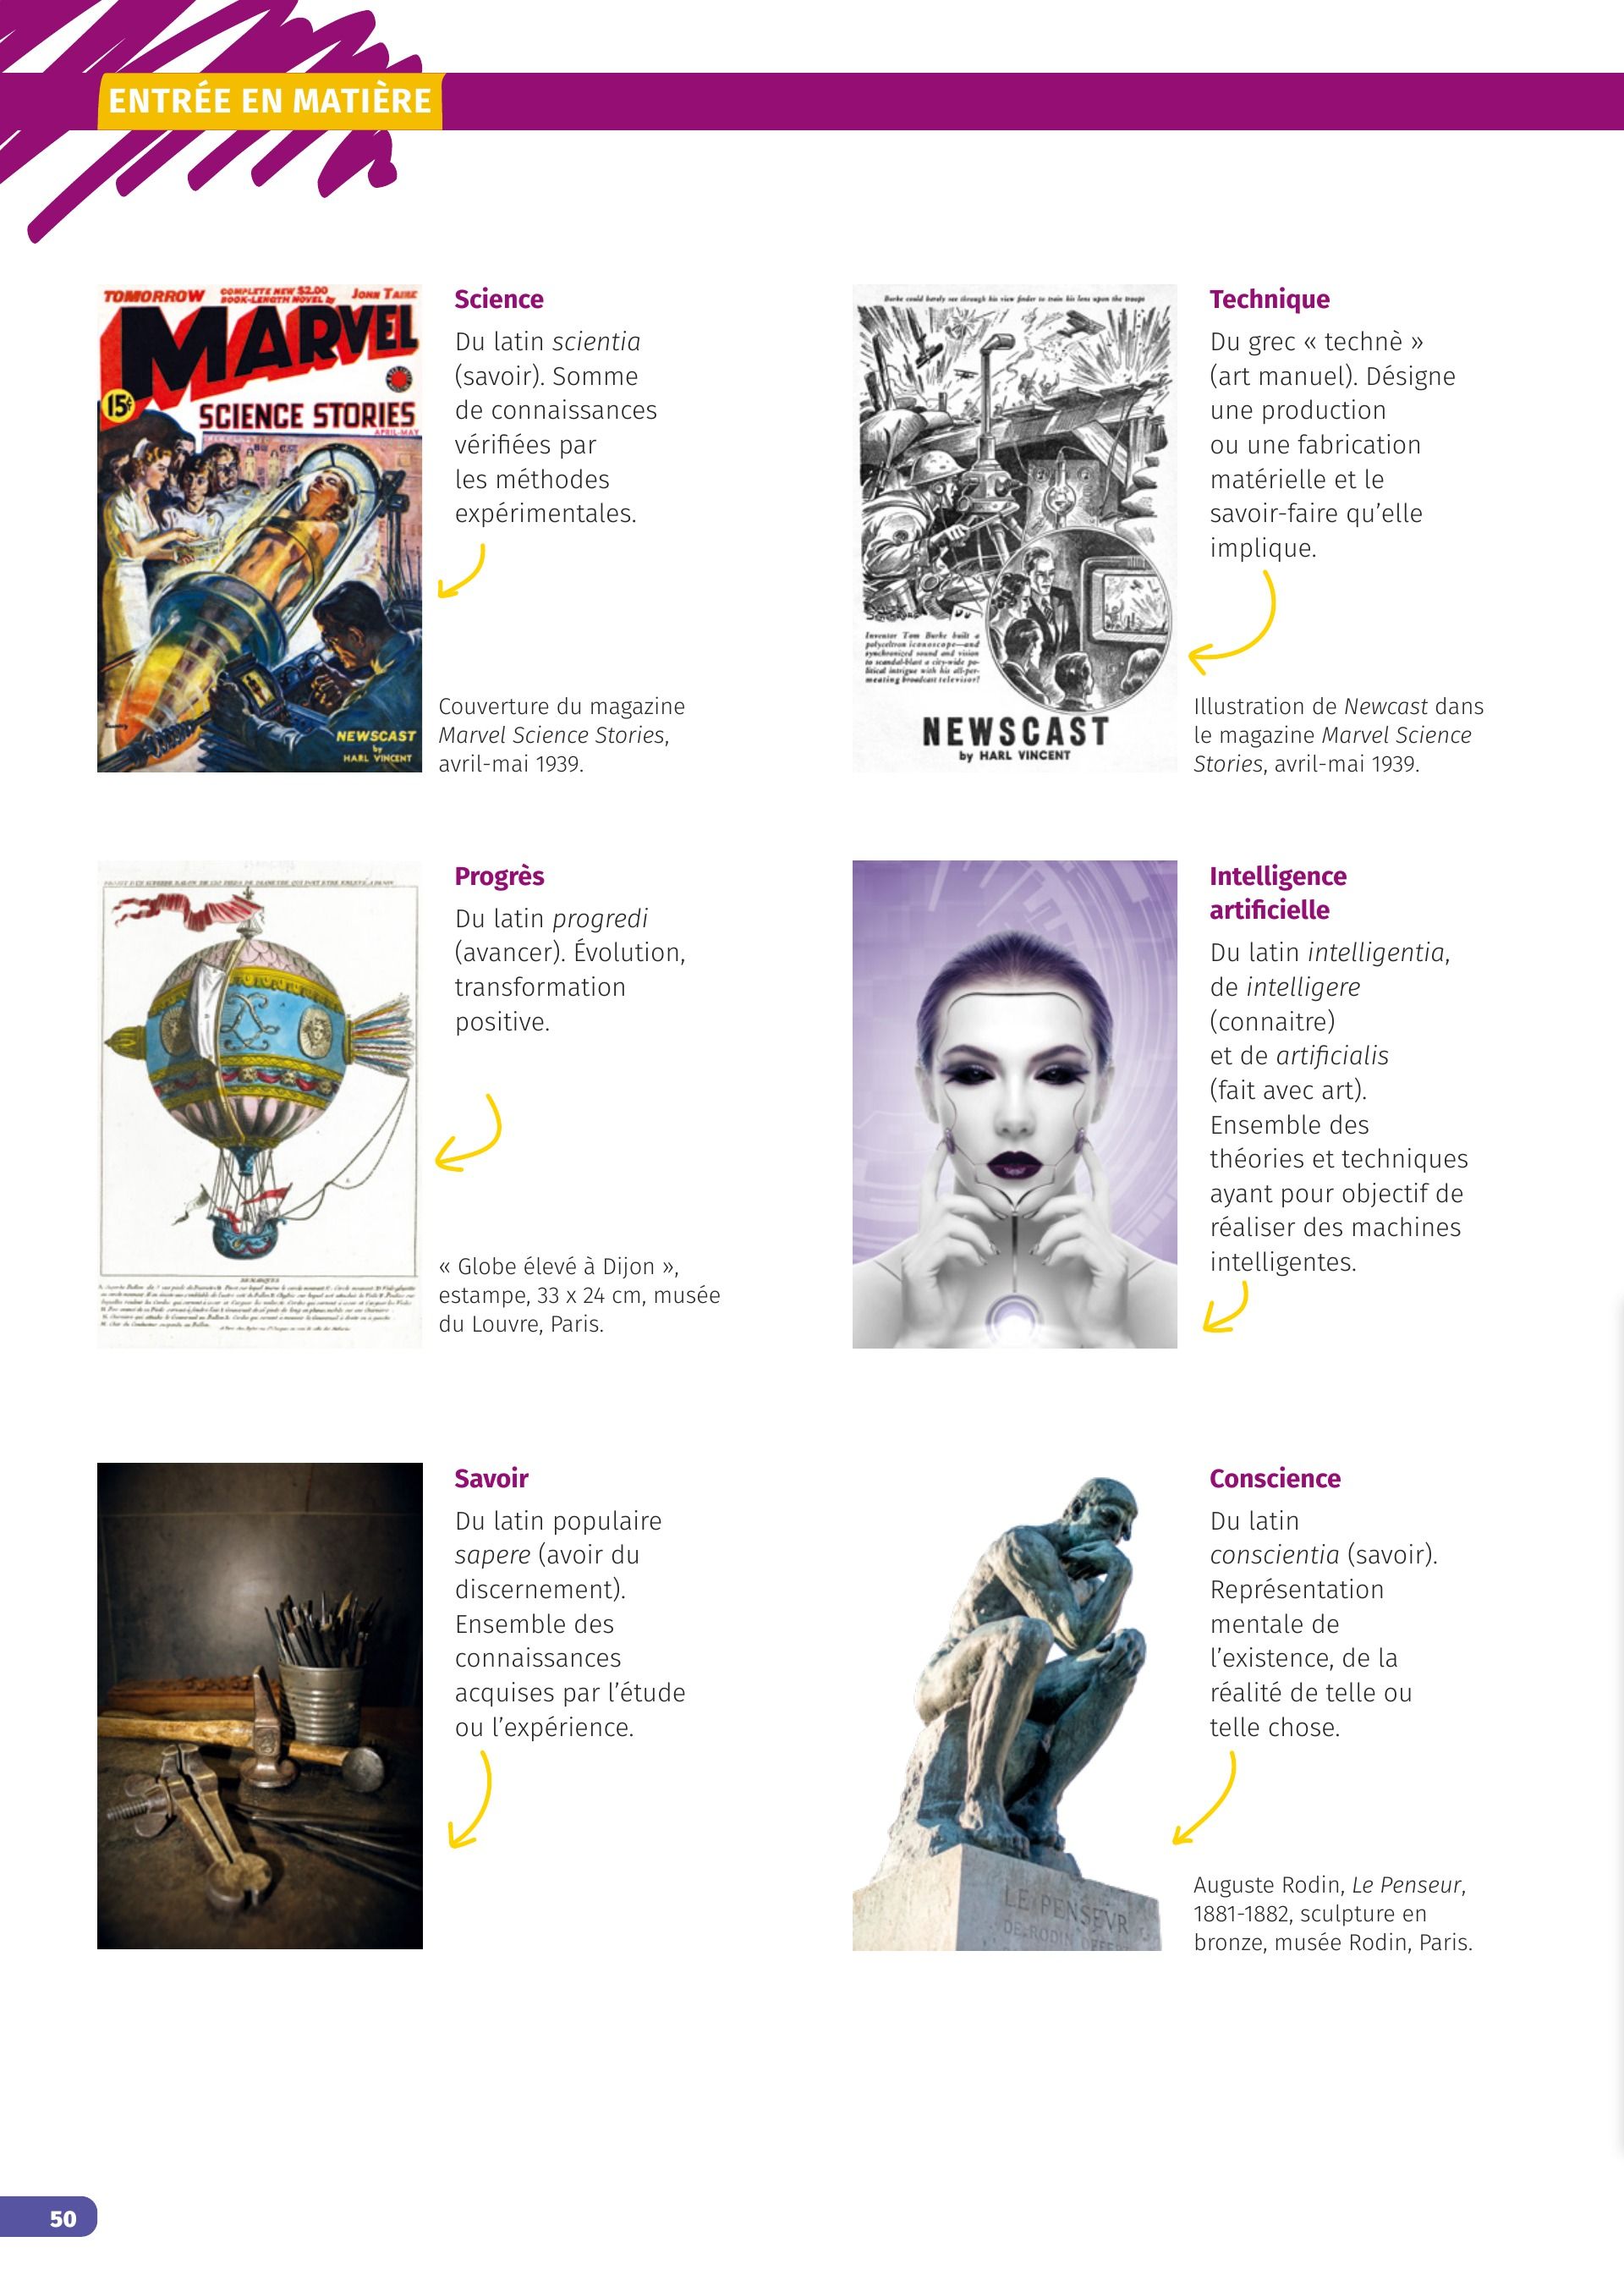 ENTRÉE EN MATIÈRE
TOMORROW
COMPLETE NEW $2.00
BOOK-LENGTH NOVEL by
JOHN TAINE
MARVEL
15¢
SCIENCE STORIES
APRIL-MAY
NEWSCAST
by
HARL VINCENT
Science
Du latin scientia
(savoir). Somme
de connaissances
vérifiées par
les méthodes
expérimentales.
Couverture du magazine
Marvel Science Stories,
avril-mai 1939.
Burke could barely see through his view finder to train his lens upon the troops
Inventor Tom Burke built a
polyceltron iconoscope—and
synchronized sound and vision
to scandal-blast a city-wide po-
litical intrigue with his all-per-
meating broadcast televisor!
NEWSCAST
by HARL VINCENT
Technique
Du grec « technè »
(art manuel). Désigne
une production
ou une fabrication
matérielle et le
savoir-faire qu’elle
implique.
Illustration de Newcast dans
le magazine Marvel Science
Stories, avril-mai 1939.
Progrès
Du latin progredi
(avancer). Évolution,
transformation
positive.
« Globe élevé à Dijon »,
estampe, 33 x 24 cm, musée
du Louvre, Paris.
Intelligence
artificielle
Du latin intelligentia,
de intelligere
(connaitre)
et de artificialis
(fait avec art).
Ensemble des
théories et techniques
ayant pour objectif de
réaliser des machines
intelligentes.
Savoir
Du latin populaire
sapere (avoir du
discernement).
Ensemble des
connaissances
acquises par l’étude
ou l’expérience.
Conscience
Du latin
conscientia (savoir).
Représentation
mentale de
l’existence, de la
réalité de telle ou
telle chose.
LE PENSEVR
DE RODIN OFFERT
Auguste Rodin, Le Penseur,
1881-1882, sculpture en
bronze, musée Rodin, Paris.
50